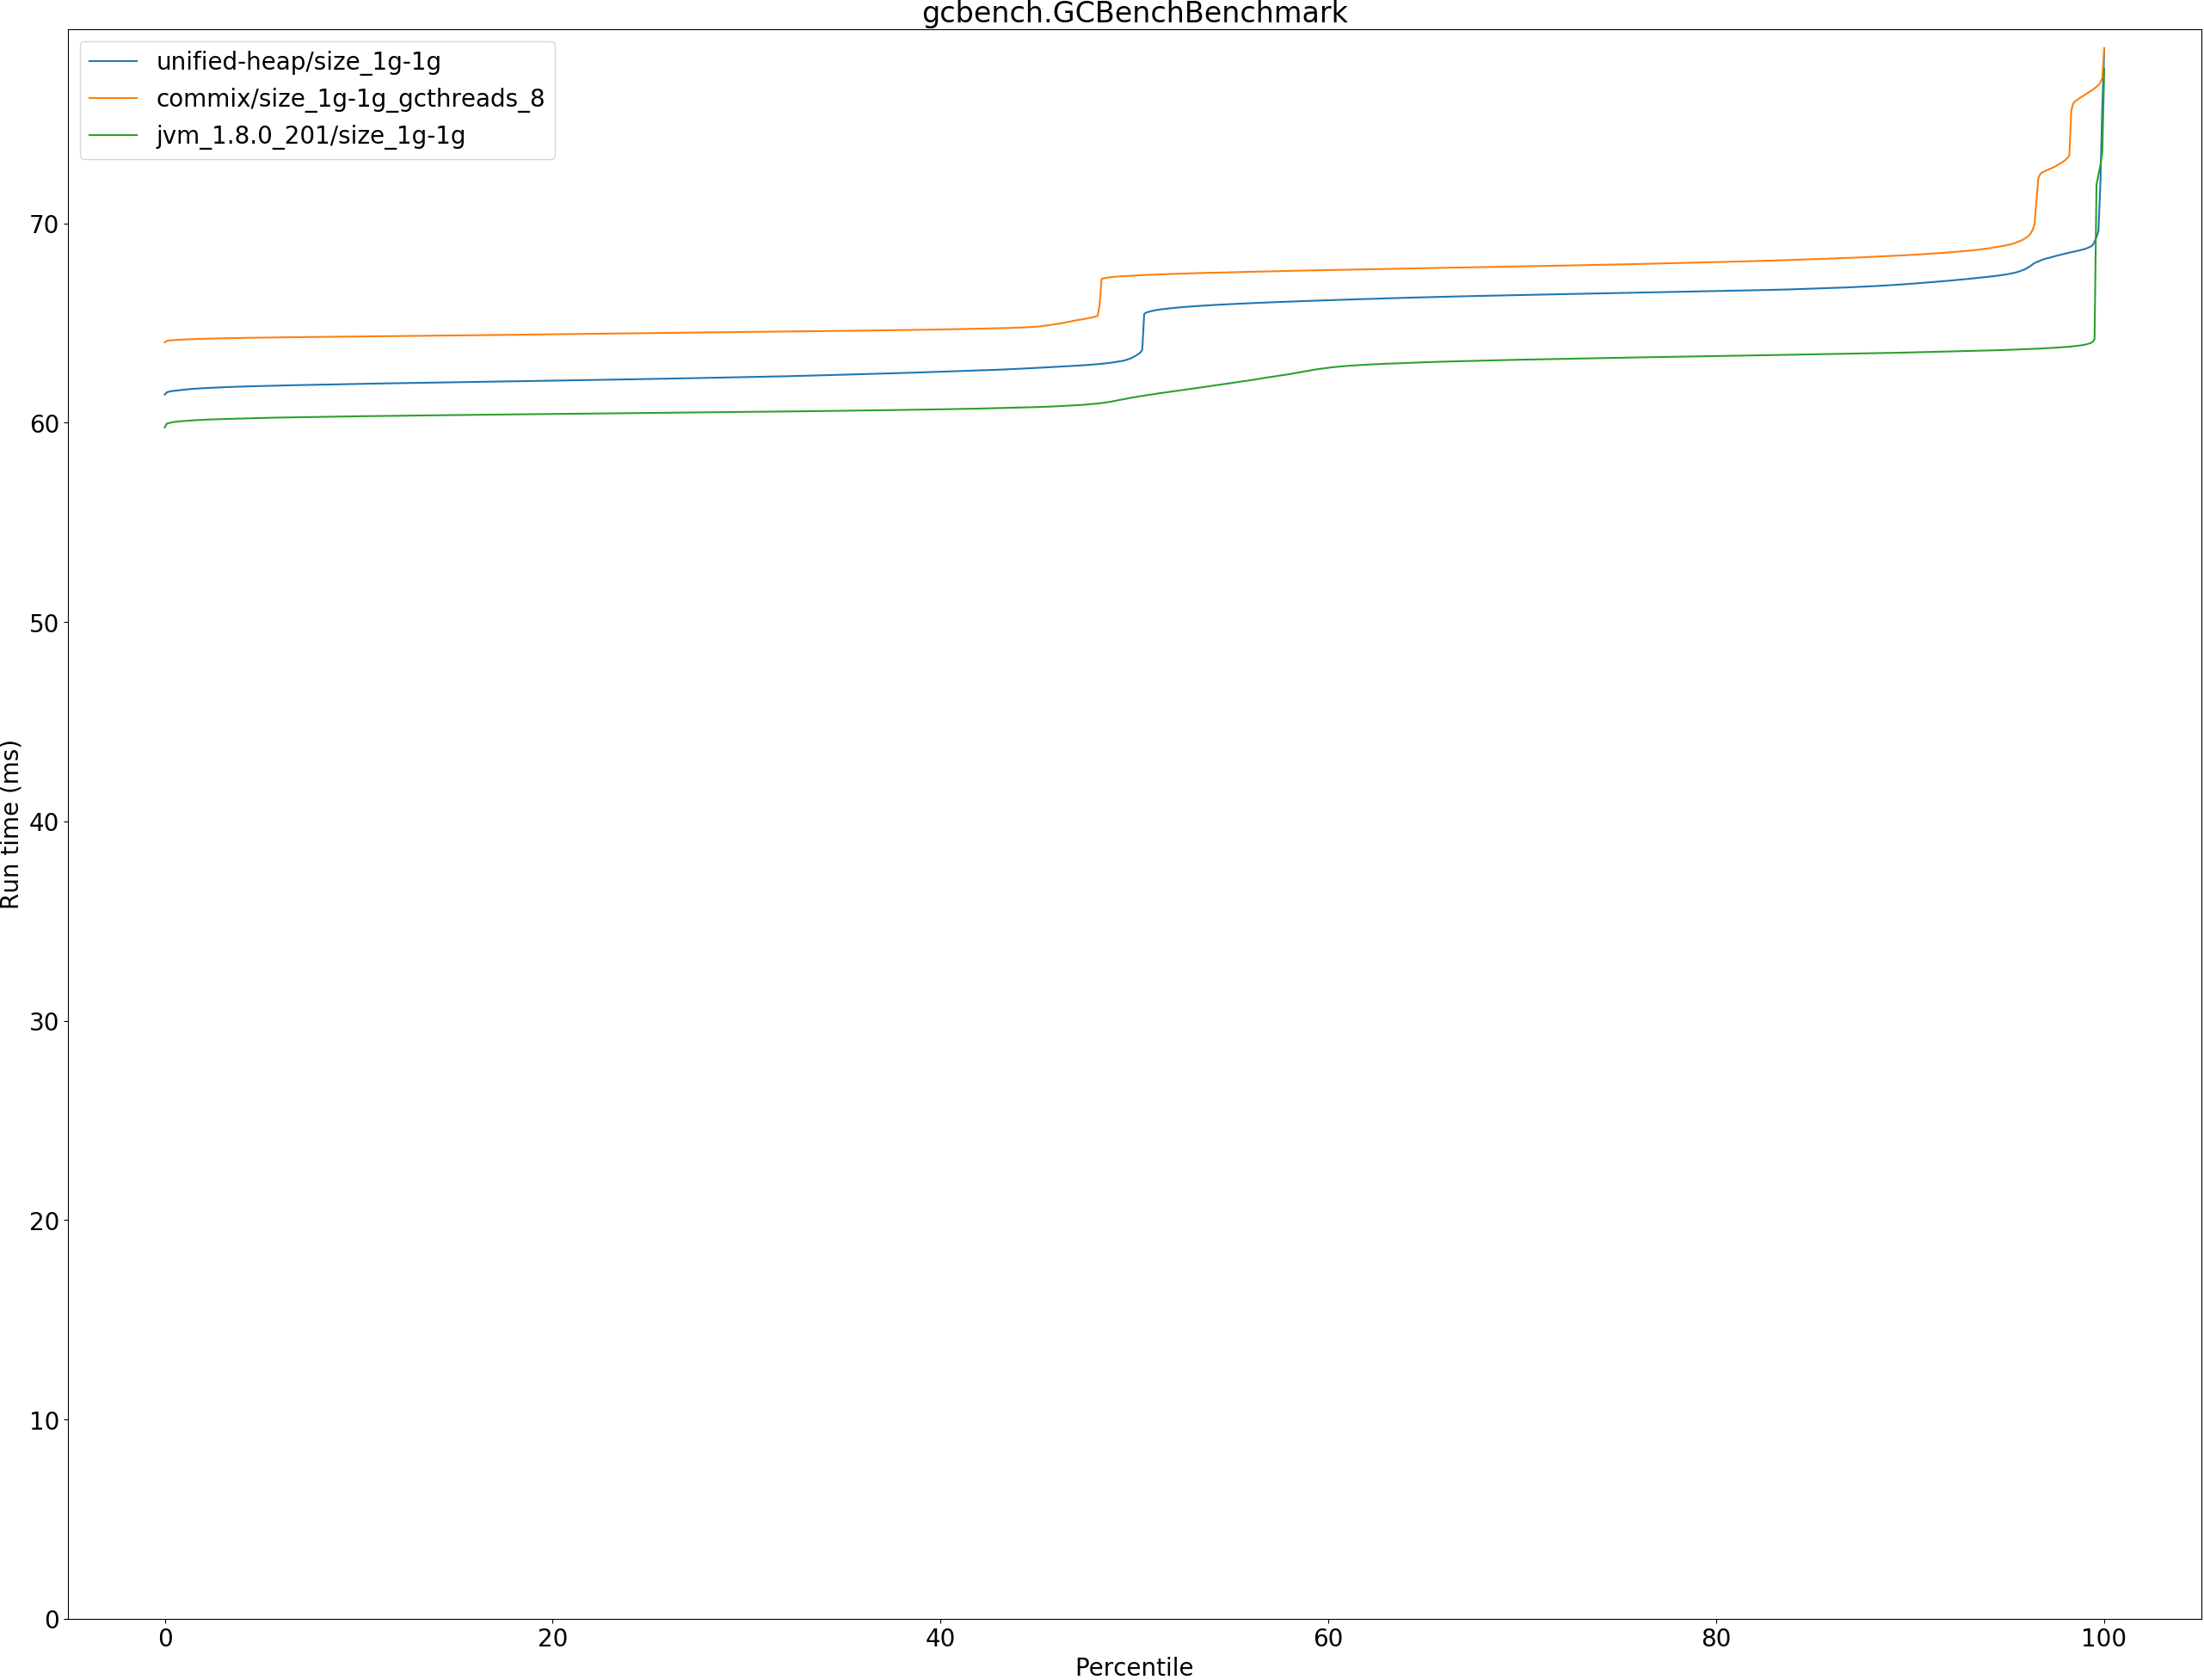 gcbench.GCBenchBenchmark
unified-heap/size_1g-1g
commix/size_1g-1g_gcthreads_8
jvm_1.8.0_201/size_1g-1g
Run time (ms)
70
60
50
40
30
20
10
0
0 20 40 60 80 100
Percentile